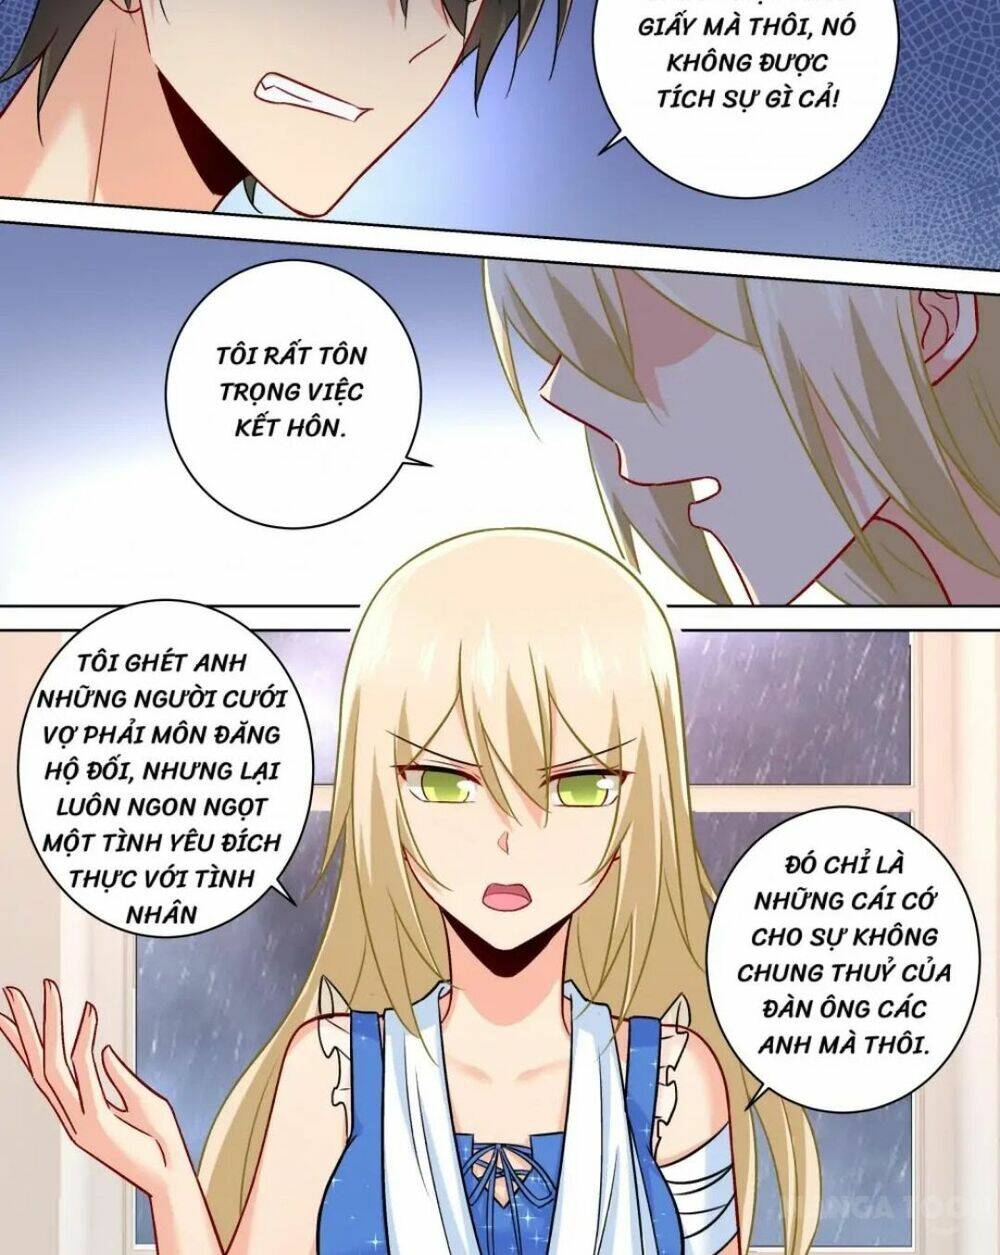 GIẤY MÀ THÔI, NÓ
KHÔNG ĐƯỢC
TÍCH SỰ GÌ CẢ!
TÔI RẤT TÔN
TRỌNG VIỆC
KẾT HÔN.
TÔI GHÉT ANH
NHỮNG NGƯỜI CƯỚI
VỢ PHẢI MÔN ĐĂNG
HỘ ĐỐI, NHƯNG LẠI
LUÔN NGON NGỌT
MỘT TÌNH YÊU ĐÍCH
THỰC VỚI TÌNH
NHÂN
ĐÓ CHỈ LÀ
NHỮNG CÁI CỚ
CHO SỰ KHÔNG
CHUNG THUỶ CỦA
ĐÀN ÔNG CÁC
ANH MÀ THÔI.